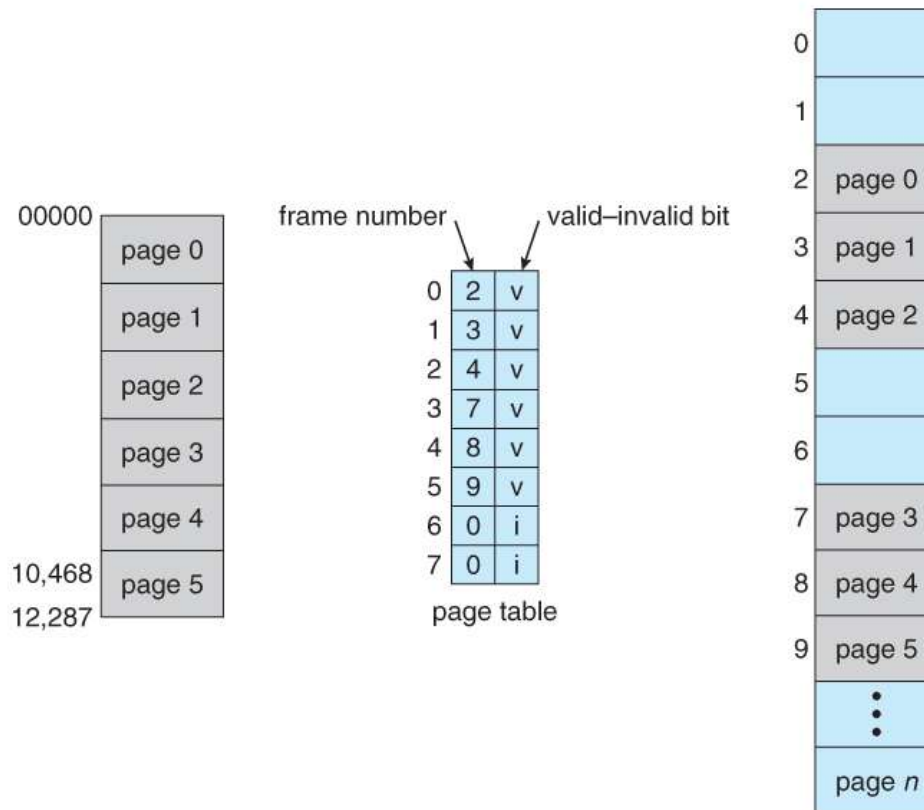 00000
page 0
page 1
page 2
page 3
page 4
10,468
page 5
12,287
frame number
valid–invalid bit
0 2 v
1 3 v
2 4 v
3 7 v
4 8 v
5 9 v
6 0 i
7 0 i
page table
0
1
2 page 0
3 page 1
4 page 2
5
6
7 page 3
8 page 4
9 page 5
page n